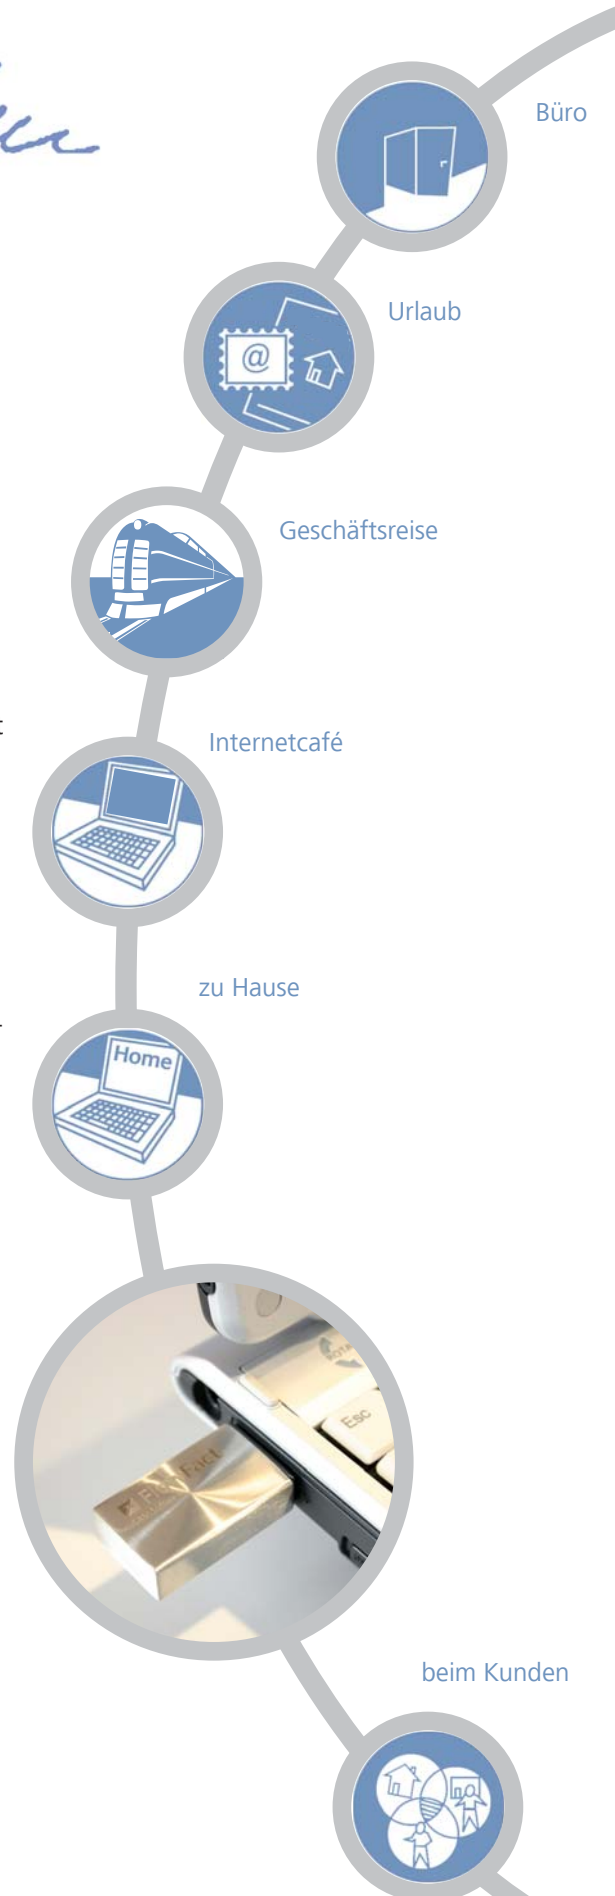 Büro
Urlaub
@
Geschäftsreise
Internetcafé
zu Hause
Home
Esc
beim Kunden